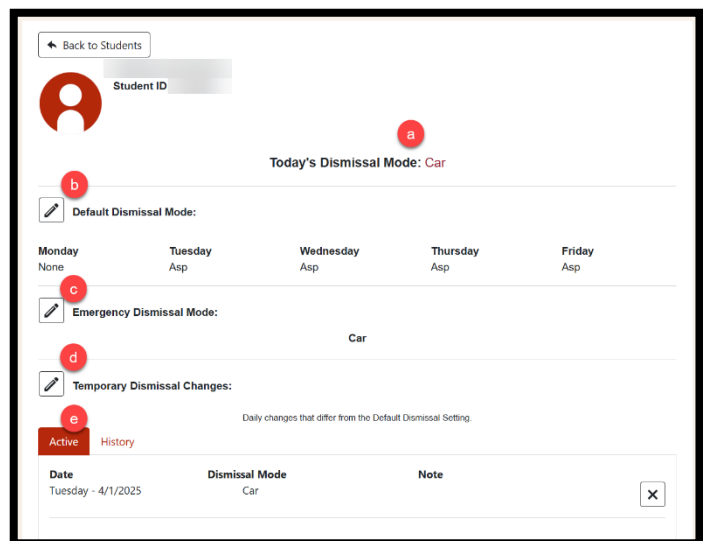 Back to Students
Student ID
a
Today's Dismissal Mode: Car
b
Default Dismissal Mode:
Monday Tuesday Wednesday Thursday Friday
None Asp Asp Asp Asp
c
Emergency Dismissal Mode:
Car
d
Temporary Dismissal Changes:
Daily changes that differ from the Default Dismissal Setting.
e
Active History
Date Dismissal Mode Note
Tuesday - 4/1/2025 Car